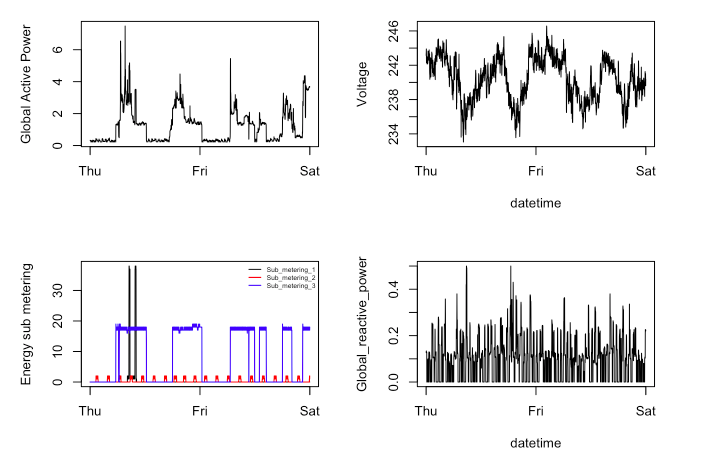 Global Active Power
6
4
2
0
Thu Fri Sat
Voltage
246
242
238
234
Thu Fri Sat
datetime
Energy sub metering
30
20
10
0
Sub_metering_1
Sub_metering_2
Sub_metering_3
Thu Fri Sat
Global_reactive_power
0.4
0.2
0.0
Thu Fri Sat
datetime